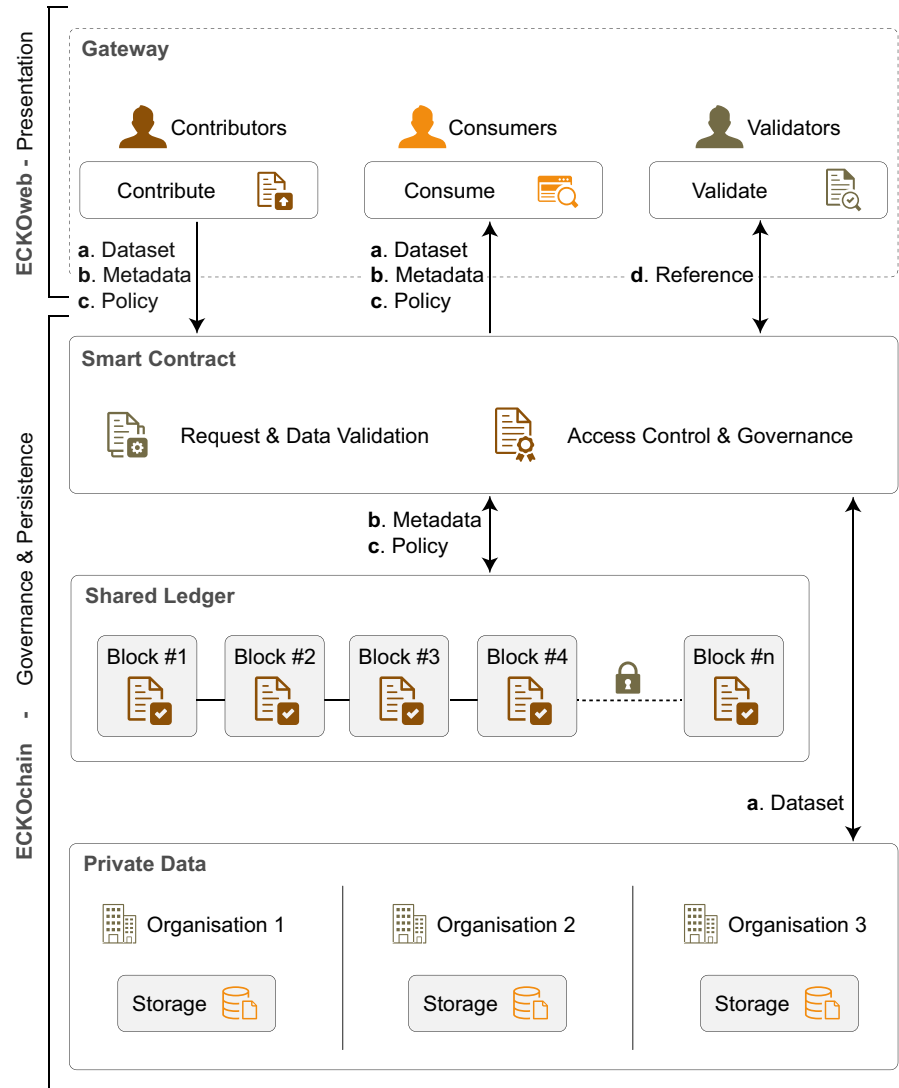 ECKOweb - Presentation
Gateway
Contributors
Consumers
Validators
Contribute
Consume
Validate
a. Dataset
b. Metadata
c. Policy
a. Dataset
b. Metadata
c. Policy
d. Reference
ECKOchain - Governance & Persistence
Smart Contract
Request & Data Validation
Access Control & Governance
b. Metadata
c. Policy
Shared Ledger
Block #1
Block #2
Block #3
Block #4
Block #n
a. Dataset
Private Data
Organisation 1
Organisation 2
Organisation 3
Storage
Storage
Storage